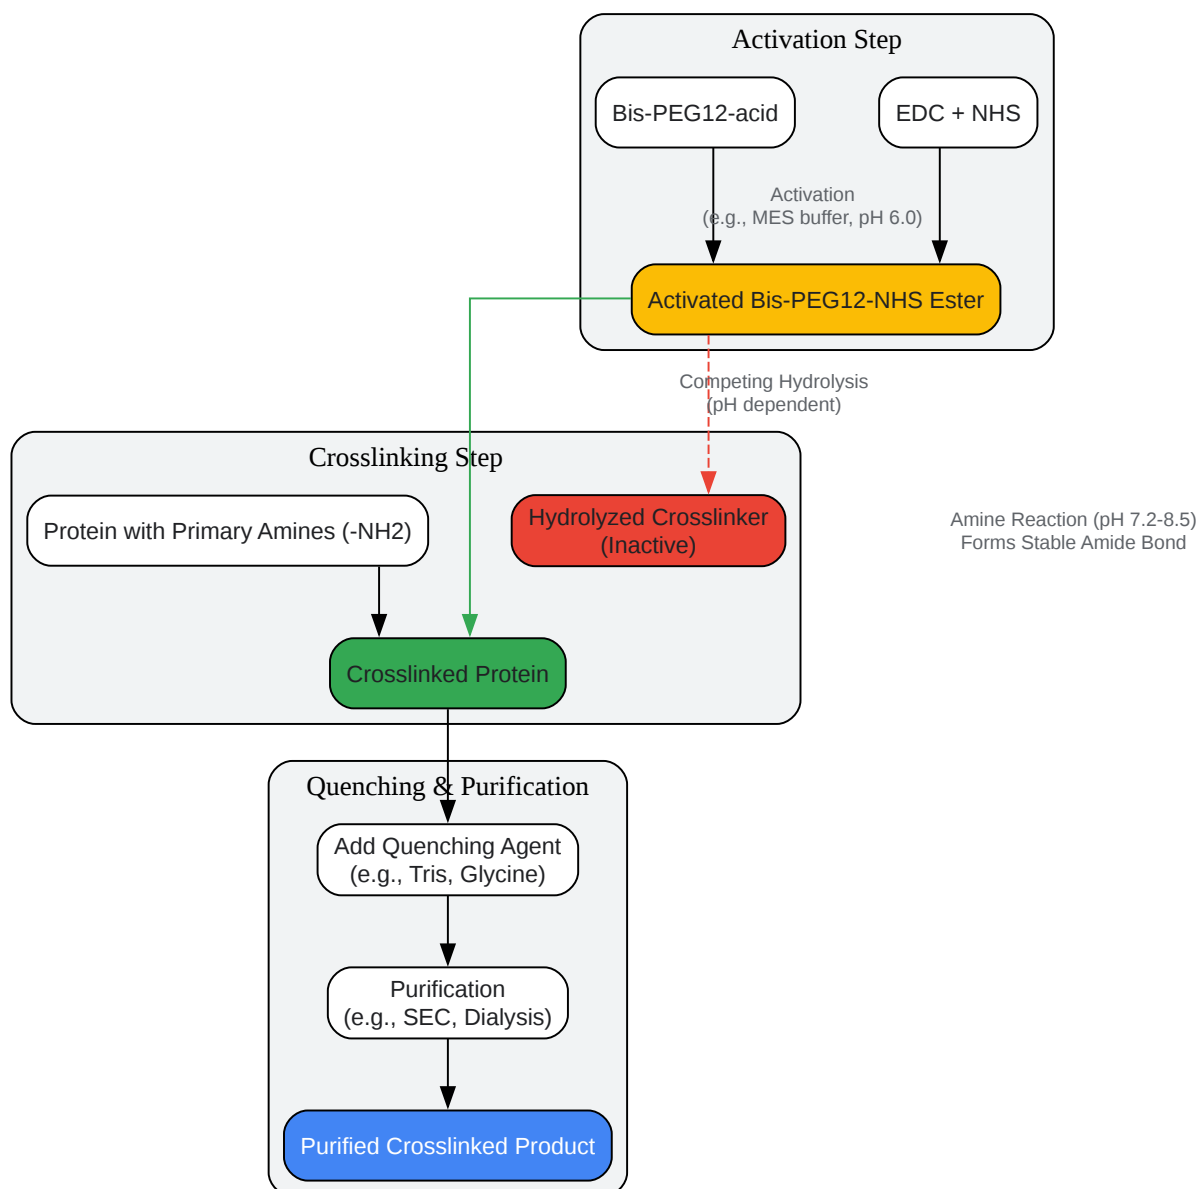 Activation Step
Bis-PEG12-acid
EDC + NHS
Activation
(e.g., MES buffer, pH 6.0)
Activated Bis-PEG12-NHS Ester
Competing Hydrolysis
(pH dependent)
Crosslinking Step
Protein with Primary Amines (-NH2)
Hydrolyzed Crosslinker
(Inactive)
Amine Reaction (pH 7.2-8.5)
Forms Stable Amide Bond
Crosslinked Protein
Quenching & Purification
Add Quenching Agent
(e.g., Tris, Glycine)
Purification
(e.g., SEC, Dialysis)
Purified Crosslinked Product